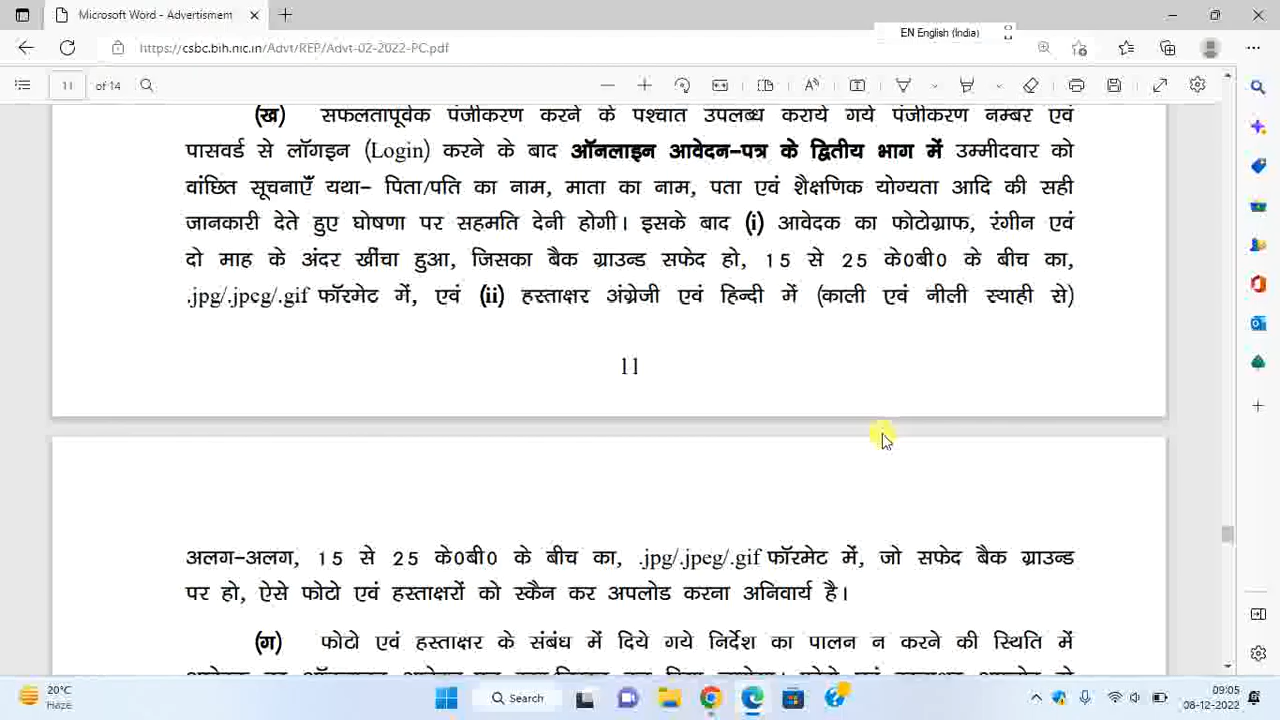 Microsoft Word - Advertisment
EN English (India)
https://csbc.bih.nic.in/Advt/REP/Advt-02-2022-PC.pdf
11 of 14
(ख) सफलतापूर्वक पंजीकरण करने के पश्चात उपलब्ध कराये गये पंजीकरण नम्बर एवं
पासवर्ड से लॉगइन (Login) करने के बाद ऑनलाइन आवेदन-पत्र के द्वितीय भाग में उम्मीदवार को
वांछित सूचनाएँ यथा- पिता/पति का नाम, माता का नाम, पता एवं शैक्षणिक योग्यता आदि की सही
जानकारी देते हुए घोषणा पर सहमति देनी होगी। इसके बाद (i) आवेदक का फोटोग्राफ, रंगीन एवं
दो माह के अंदर खींचा हुआ, जिसका बैक ग्राउन्ड सफेद हो, 15 से 25 के0बी0 के बीच का,
.jpg/.jpeg/.gif फॉरमेट में, एवं (ii) हस्ताक्षर अंग्रेजी एवं हिन्दी में (काली एवं नीली स्याही से)
11
अलग-अलग, 15 से 25 के0बी0 के बीच का, .jpg/.jpeg/.gif फॉरमेट में, जो सफेद बैक ग्राउन्ड
पर हो, ऐसे फोटो एवं हस्ताक्षरों को स्कैन कर अपलोड करना अनिवार्य है।
(ग) फोटो एवं हस्ताक्षर के संबंध में दिये गये निर्देश का पालन न करने की स्थिति में
20°C
Haze
Search
09:05
08-12-2022